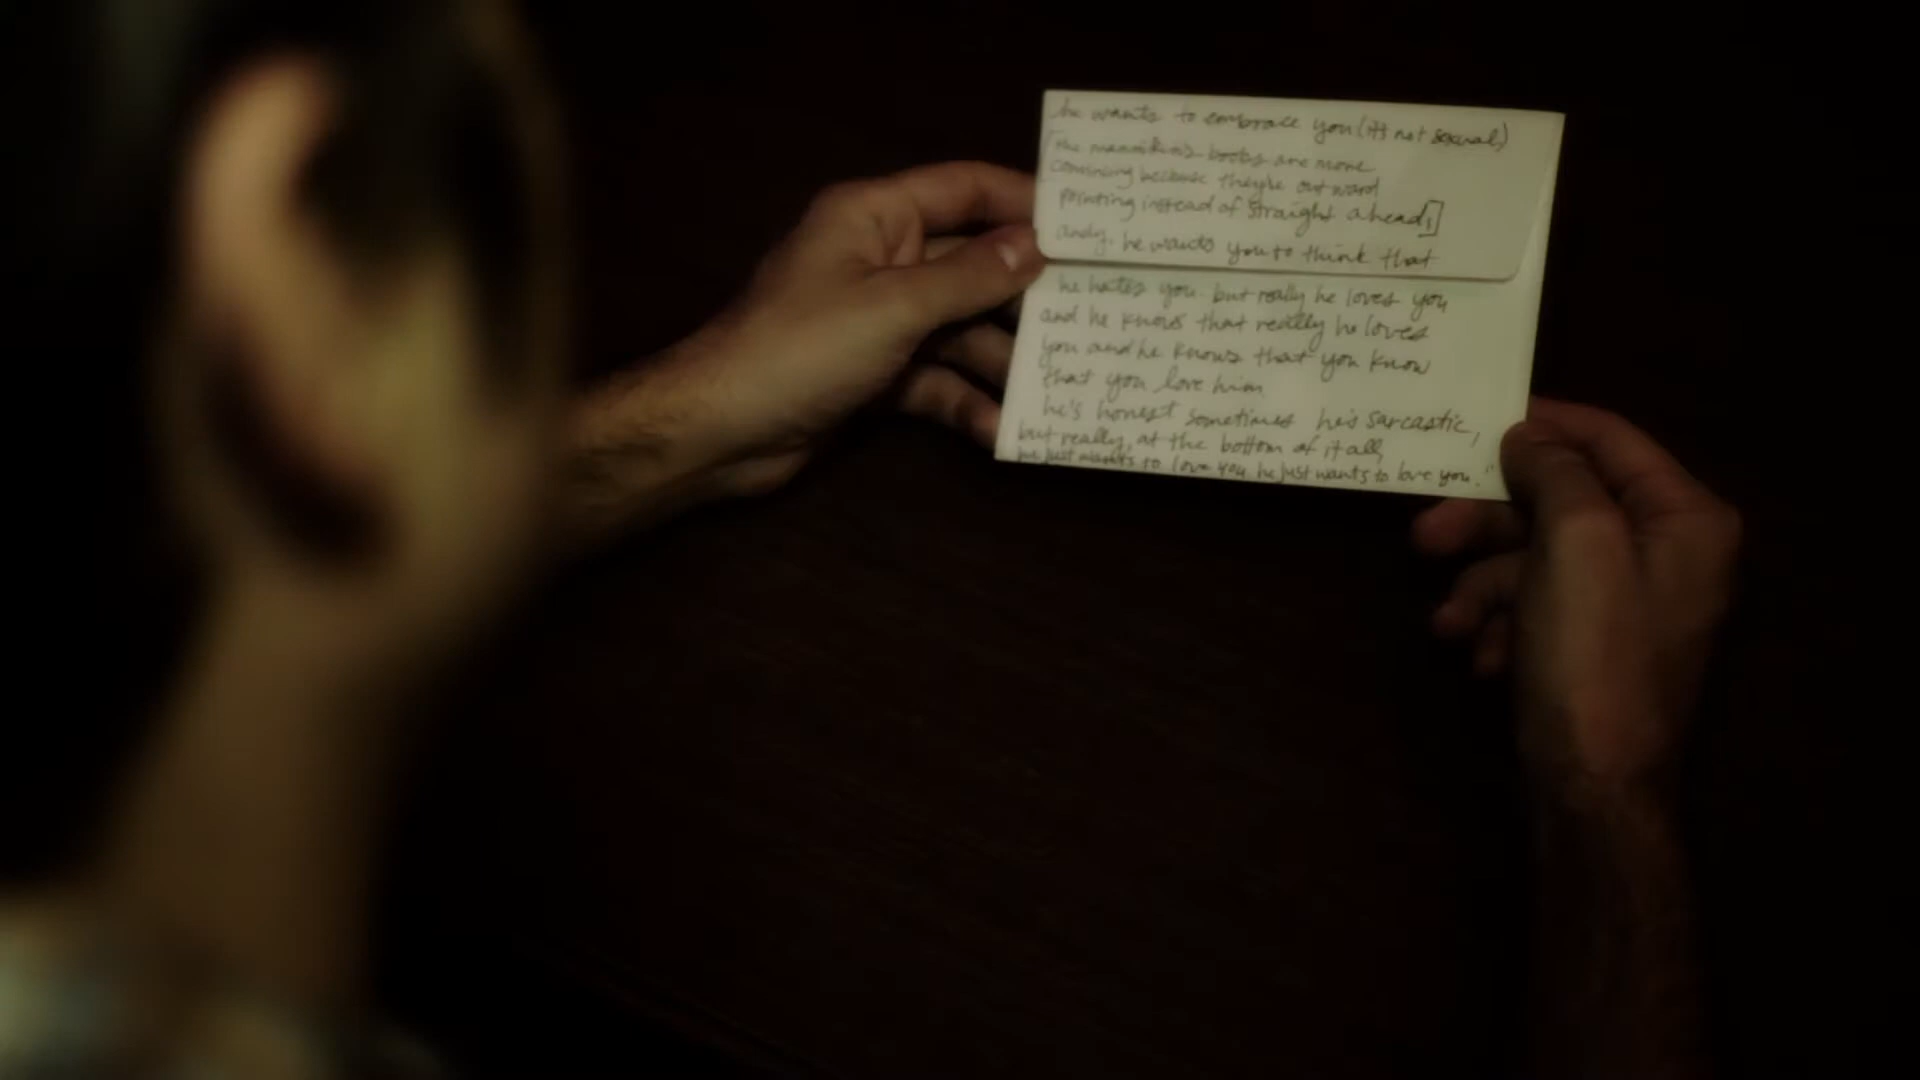 he wants to embrace you (it's not sexual)
[the mannikins boobs are more
convincing because they're outward
pointing instead of straight ahead,]
andy. he wants you to think that
he hates you. but really he loves you
and he knows that really he loves
you and he knows that you know
that you love him.
he's honest sometimes he's sarcastic,
but really, at the bottom of it all,
he just wants to love you. he just wants to love you."